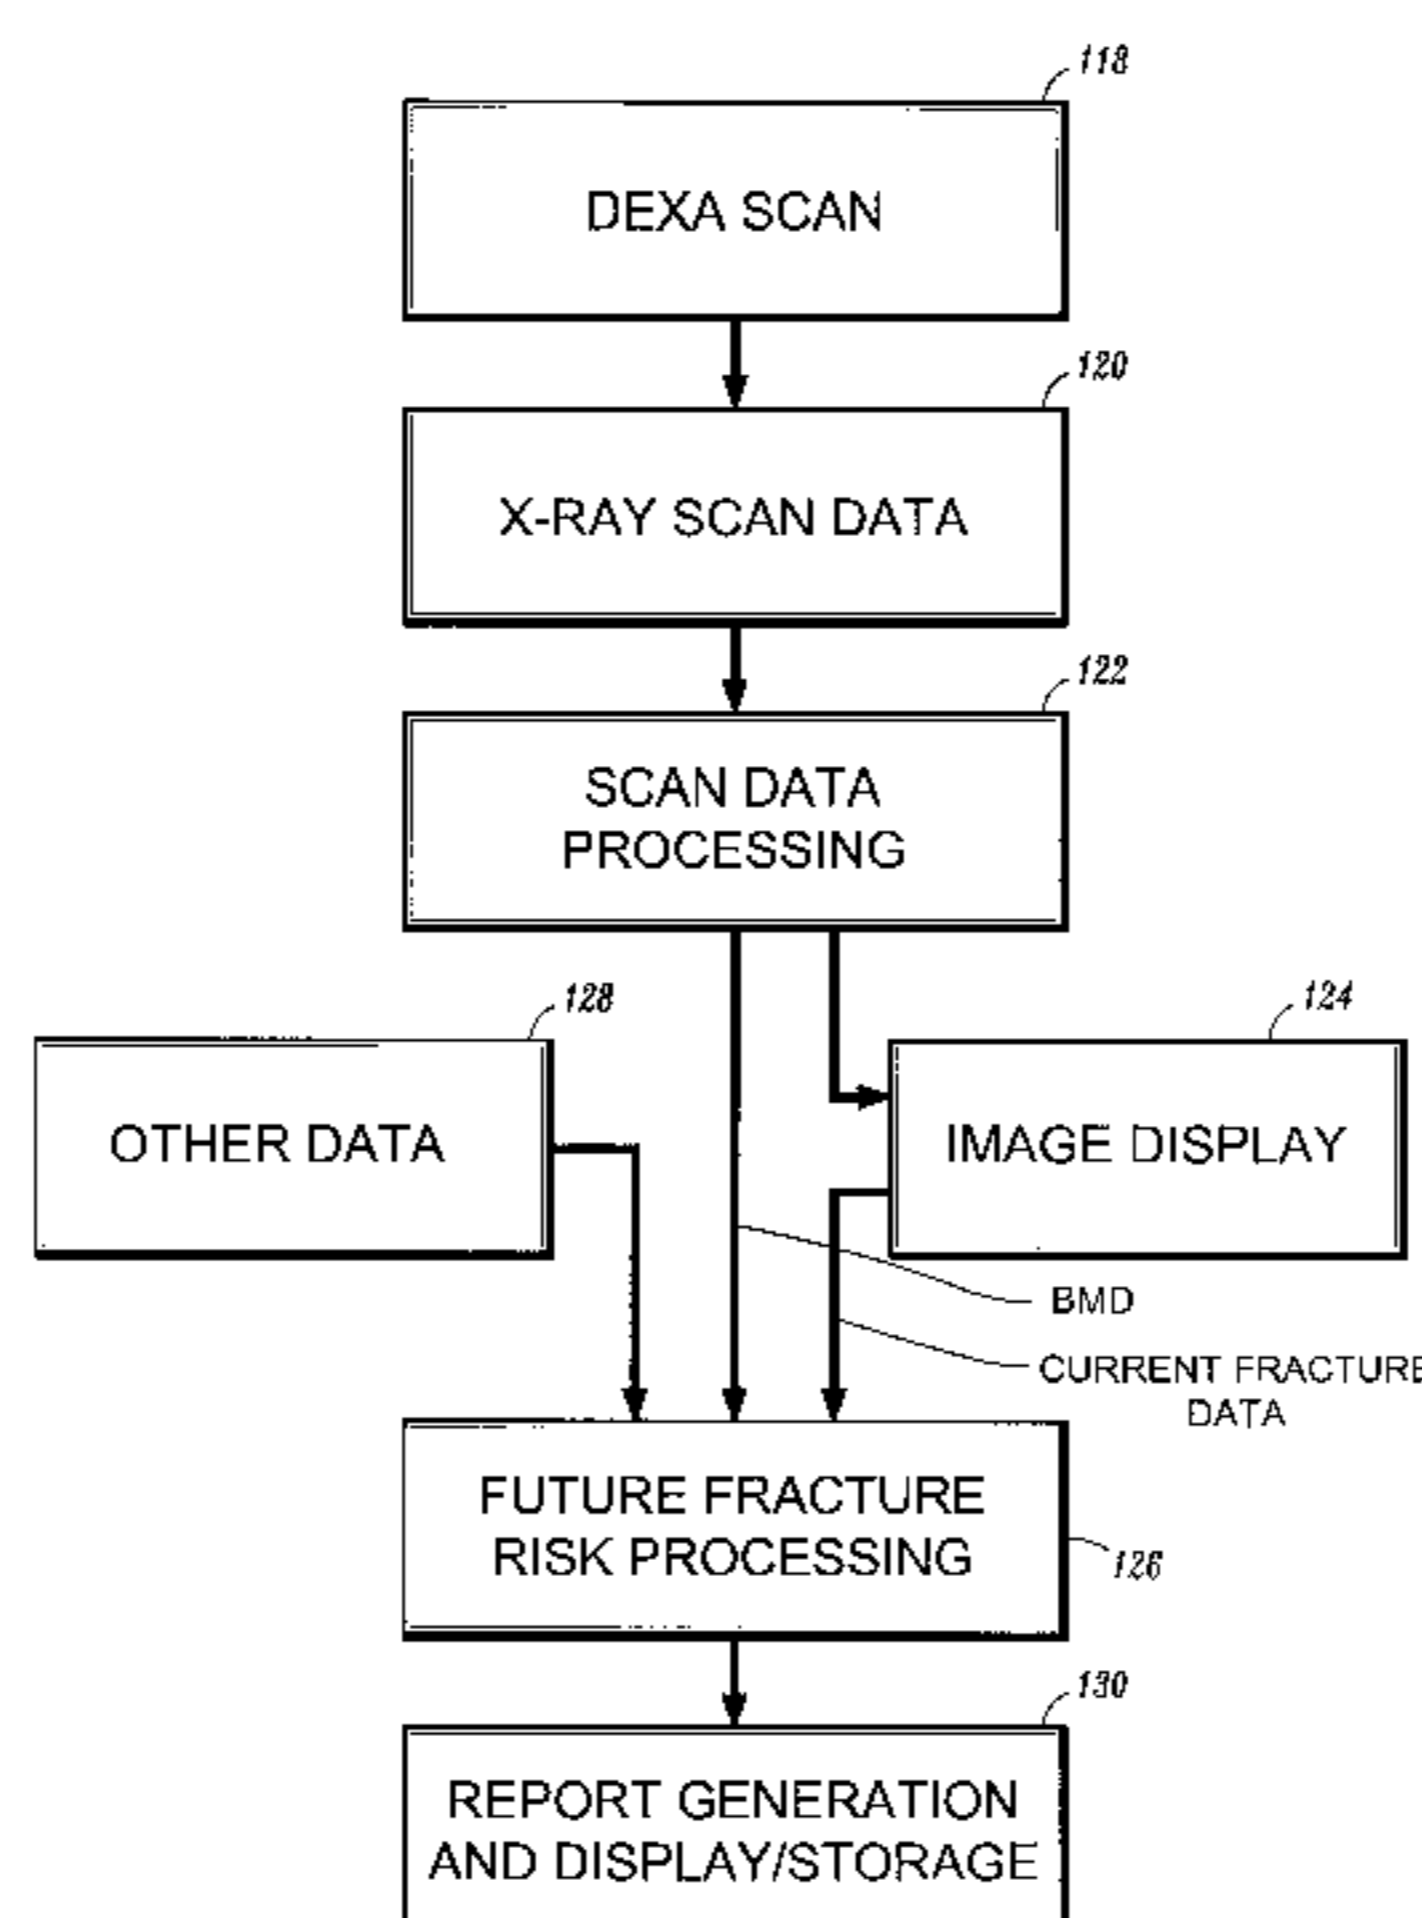 118
DEXA SCAN
120
X-RAY SCAN DATA
122
SCAN DATA
PROCESSING
128
124
OTHER DATA
IMAGE DISPLAY
BMD
CURRENT FRACTURE
DATA
FUTURE FRACTURE
RISK PROCESSING
126
130
REPORT GENERATION
AND DISPLAY/STORAGE